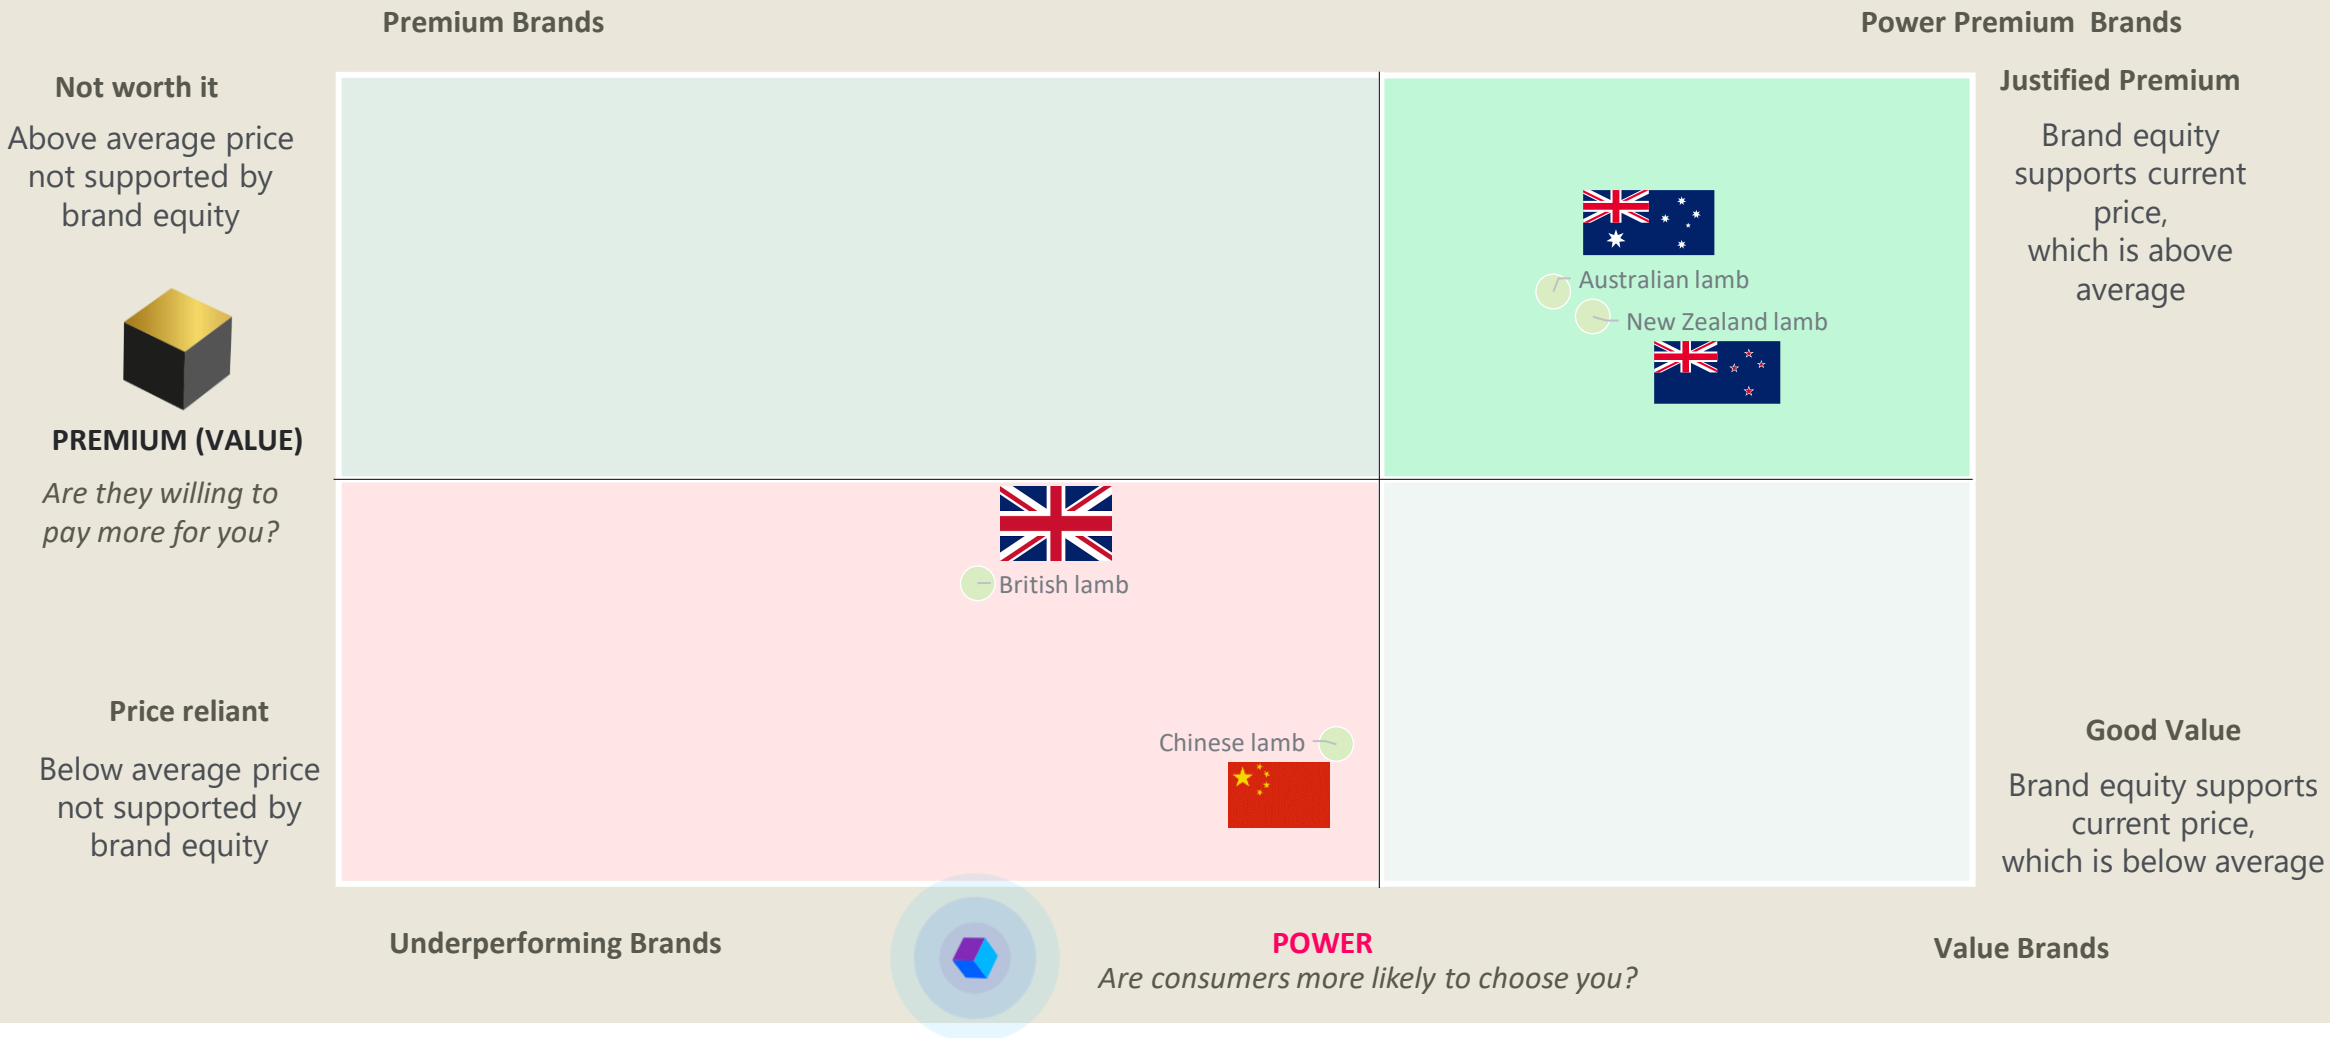 Premium Brands
Power Premium  Brands
Not worth it
Above average price
not supported by
brand equity
Justified Premium
Brand equity
supports current
price,
which is above
average
Australian lamb
New Zealand lamb
PREMIUM (VALUE)
Are they willing to
pay more for you?
British lamb
Chinese lamb
Price reliant
Below average price
not supported by
brand equity
Good Value
Brand equity supports
current price,
which is below average
Underperforming Brands
POWER
Are consumers more likely to choose you?
Value Brands